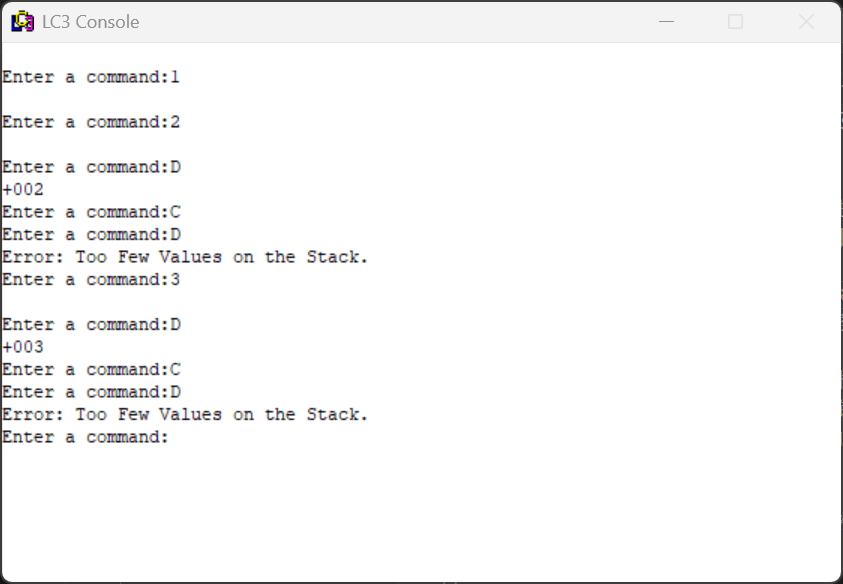 LC3 Console
Enter a command:1
Enter a command:2
Enter a command:D
+002
Enter a command:C
Enter a command:D
Error: Too Few Values on the Stack.
Enter a command:3
Enter a command:D
+003
Enter a command:C
Enter a command:D
Error: Too Few Values on the Stack.
Enter a command: